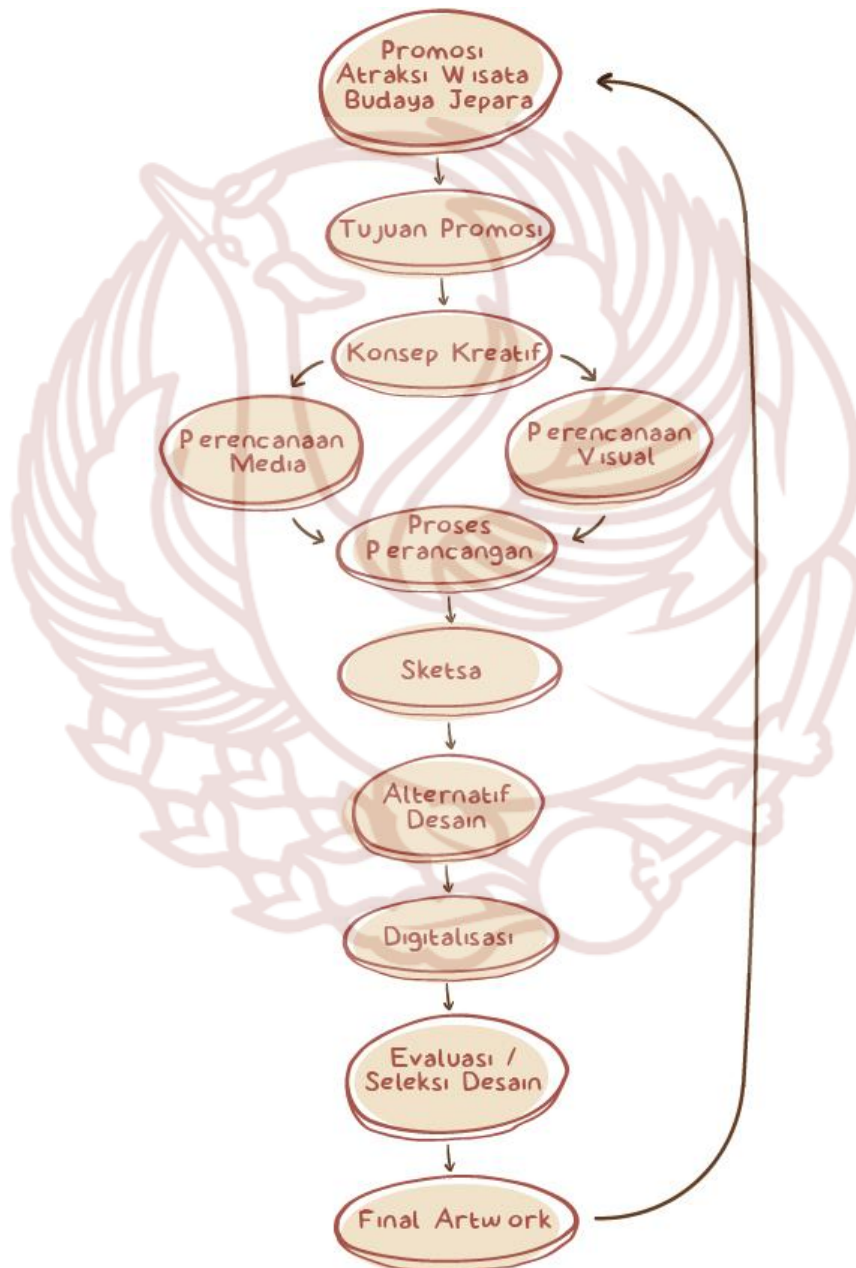 Promosi
Atraksi Wisata
Budaya Jepara
Tujuan Promosi
Konsep Kreatif
Perencanaan
Media
Perencanaan
Visual
Proses
Perancangan
Sketsa
Alternatif
Desain
Digitalisasi
Evaluasi /
Seleksi Desain
Final Artwork